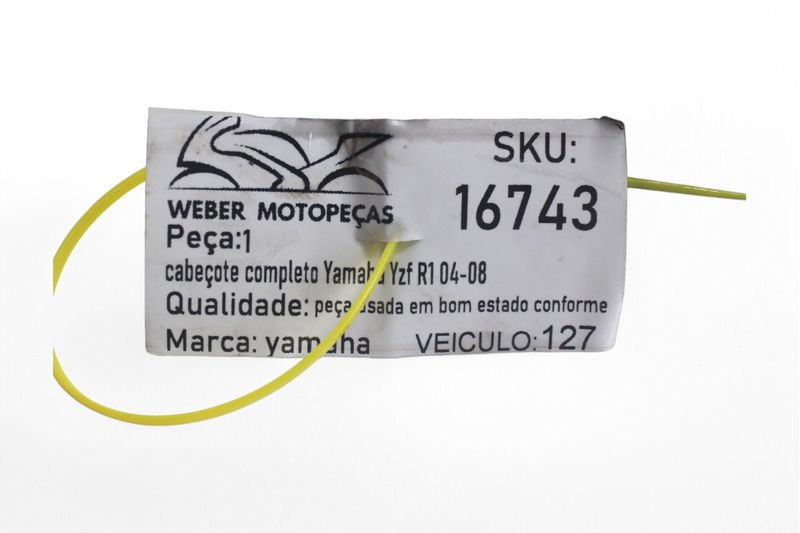 SKU:
16743
WEBER MOTOPEÇAS
Peça:1
cabeçote completo Yamaha Yzf R1 04-08
Qualidade: peça usada em bom estado conforme
Marca: yamaha VEICULO:127